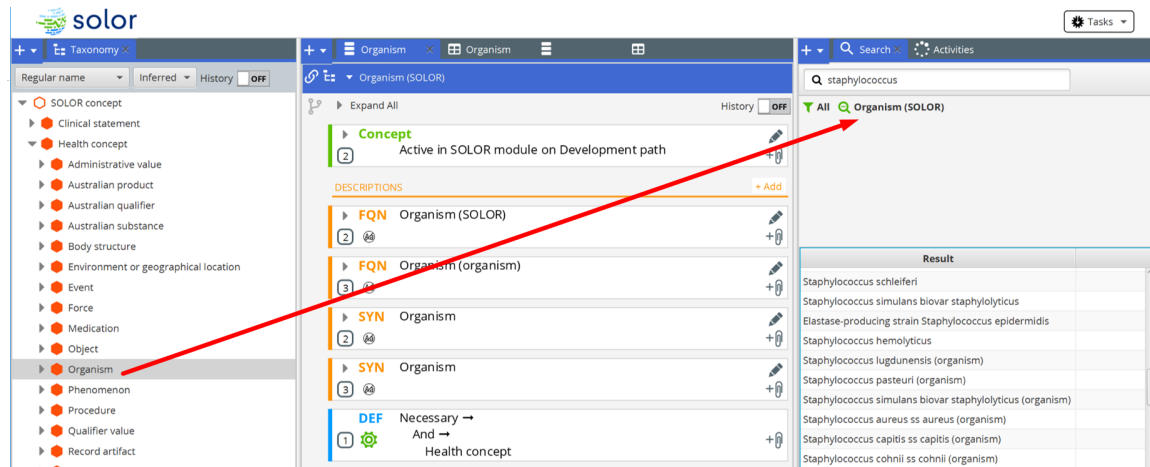 solor
Tasks
Taxonomy
Regular name
Inferred
History OFF
SOLOR concept
Clinical statement
Health concept
Administrative value
Australian product
Australian qualifier
Australian substance
Body structure
Environment or geographical location
Event
Force
Medication
Object
Organism
Phenomenon
Procedure
Qualifier value
Record artifact
Organism
Organism
Organism (SOLOR)
Expand All
History OFF
Concept
Active in SOLOR module on Development path
2
DESCRIPTIONS
+ Add
FQN Organism (SOLOR)
2
FQN Organism (organism)
3
SYN Organism
2
SYN Organism
3
DEF Necessary ➞
And ➞
1
Health concept
Search
Activities
staphylococcus
All
Organism (SOLOR)
Result
Staphylococcus schleiferi
Staphylococcus simulans biovar staphylolyticus
Elastase-producing strain Staphylococcus epidermidis
Staphylococcus hemolyticus
Staphylococcus lugdunensis (organism)
Staphylococcus pasteuri (organism)
Staphylococcus simulans biovar staphylolyticus (organism)
Staphylococcus aureus ss aureus (organism)
Staphylococcus capitis ss capitis (organism)
Staphylococcus cohnii ss cohnii (organism)